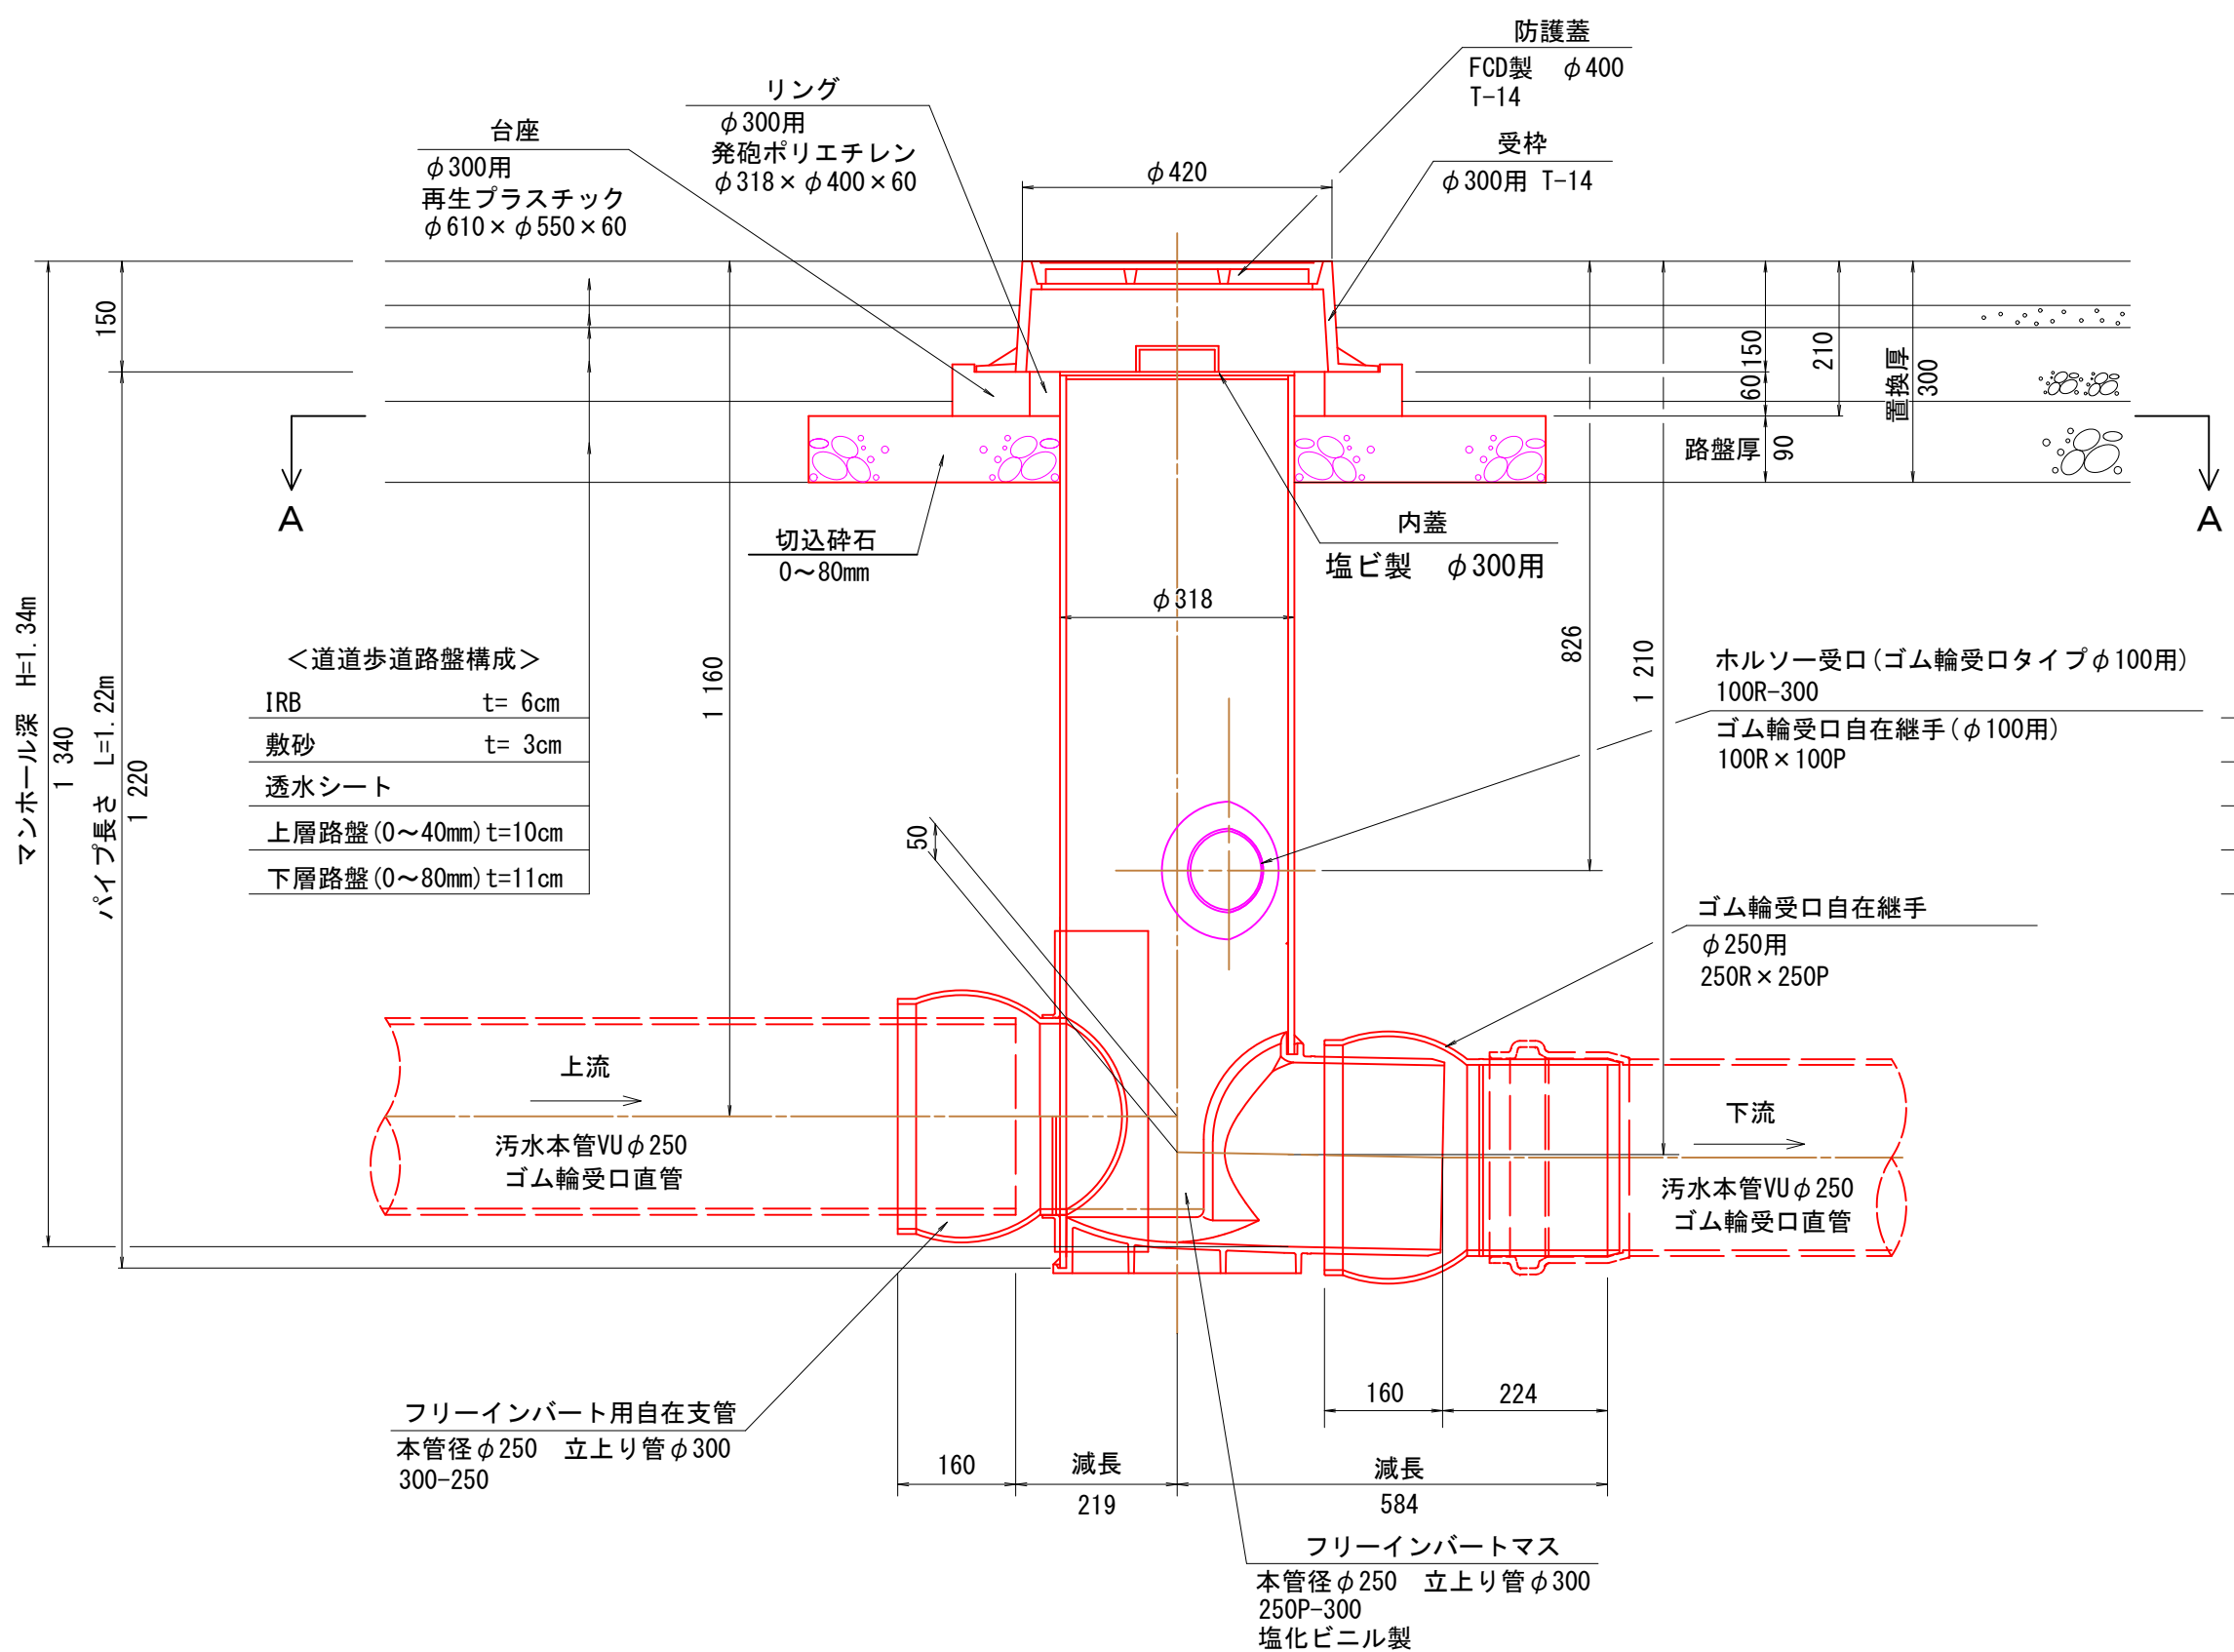 防護蓋
FCD製　φ400
T-14
リング
φ300用
発砲ポリエチレン
φ318×φ400×60
台座
φ300用
再生プラスチック
φ610×φ550×60
受枠
φ300用 T-14
φ420
150
150
60
210
置換厚
300
路盤厚
90
A
A
切込砕石
0～80mm
内蓋
塩ビ製　φ300用
φ318
マンホール深　H=1.34m
1 340
パイプ長さ　L=1.22m
1 220
1 160
826
1 210
＜道道歩道路盤構成＞
IRB　t= 6cm
敷砂　t= 3cm
透水シート
上層路盤(0～40mm)t=10cm
下層路盤(0～80mm)t=11cm
ホルソー受口(ゴム輪受口タイプφ100用)
100R-300
ゴム輪受口自在継手(φ100用)
100R×100P
50
ゴム輪受口自在継手
φ250用
250R×250P
上流
汚水本管VUφ250
ゴム輪受口直管
下流
汚水本管VUφ250
ゴム輪受口直管
フリーインバート用自在支管
本管径φ250　立上り管φ300
300-250
160
減長
219
160
224
減長
584
フリーインバートマス
本管径φ250　立上り管φ300
250P-300
塩化ビニル製